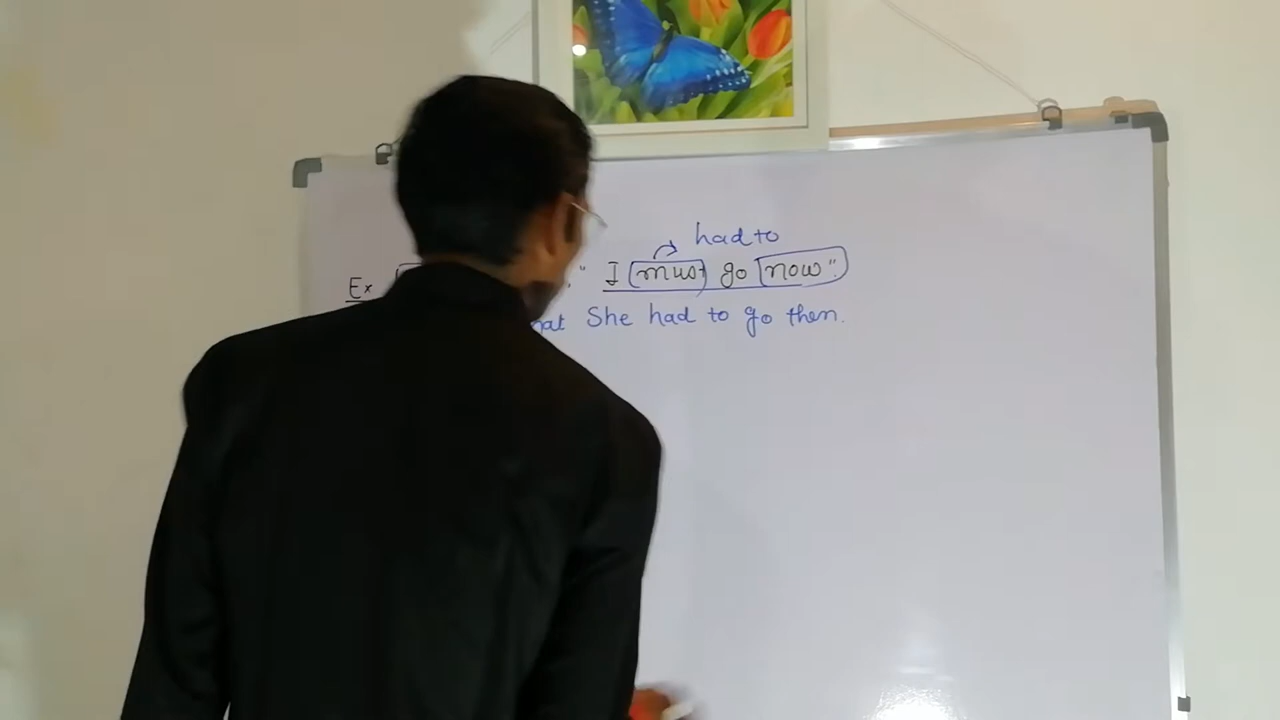 had to
Ex " I must go now".
She had to go then.